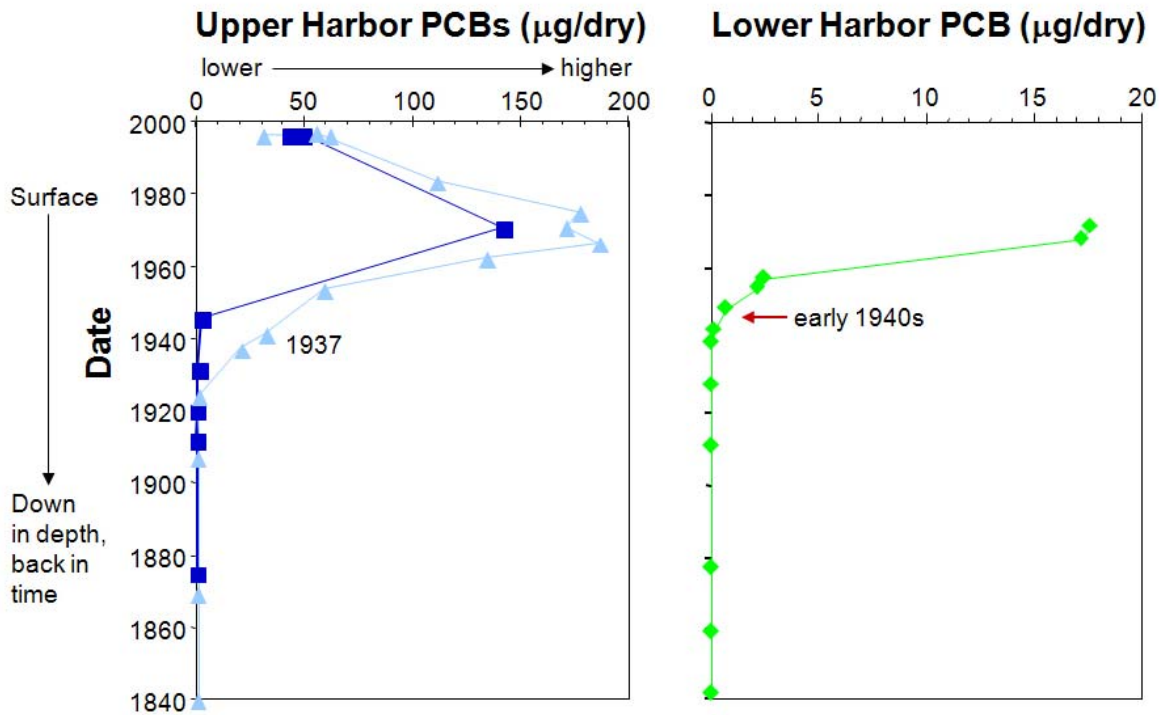 Upper Harbor PCBs (μg/dry)
lower
higher
0
50
100
150
200
2000
1980
1960
1940
1920
1900
1880
1860
1840
Date
Surface
Down
in depth,
back in
time
1937
Lower Harbor PCB (μg/dry)
0
5
10
15
20
early 1940s